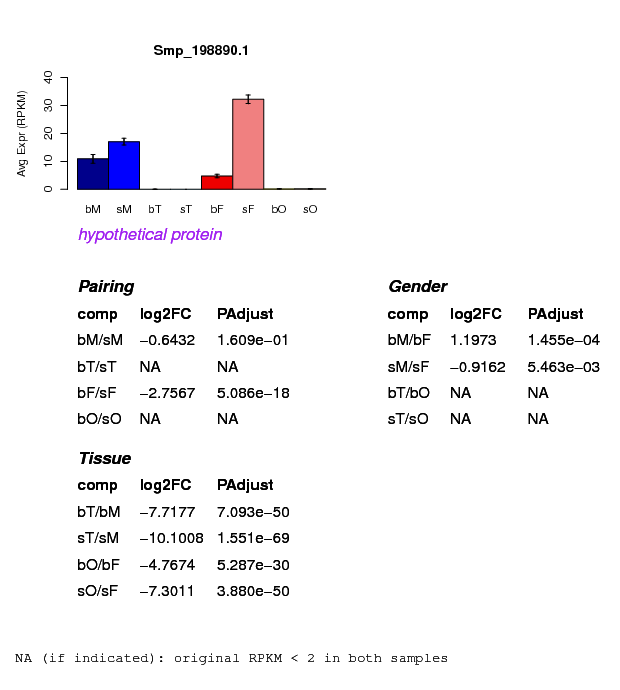 Smp_198890.1
Avg Expr (RPKM)
40
30
20
10
0
bM sM bT sT bF sF bO sO
hypothetical protein
Pairing
comp log2FC PAdjust
bM/sM −0.6432 1.609e−01
bT/sT NA NA
bF/sF −2.7567 5.086e−18
bO/sO NA NA
Gender
comp log2FC PAdjust
bM/bF 1.1973 1.455e−04
sM/sF −0.9162 5.463e−03
bT/bO NA NA
sT/sO NA NA
Tissue
comp log2FC PAdjust
bT/bM −7.7177 7.093e−50
sT/sM −10.1008 1.551e−69
bO/bF −4.7674 5.287e−30
sO/sF −7.3011 3.880e−50
NA (if indicated): original RPKM < 2 in both samples